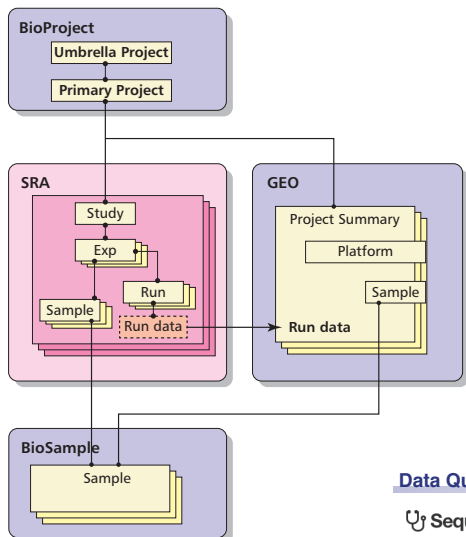 BioProject
Umbrella Project
Primary Project
SRA
Study
Exp
Run
Sample
Run data
GEO
Project Summary
Platform
Sample
Run data
BioSample
Sample
Data Qu
Sequ